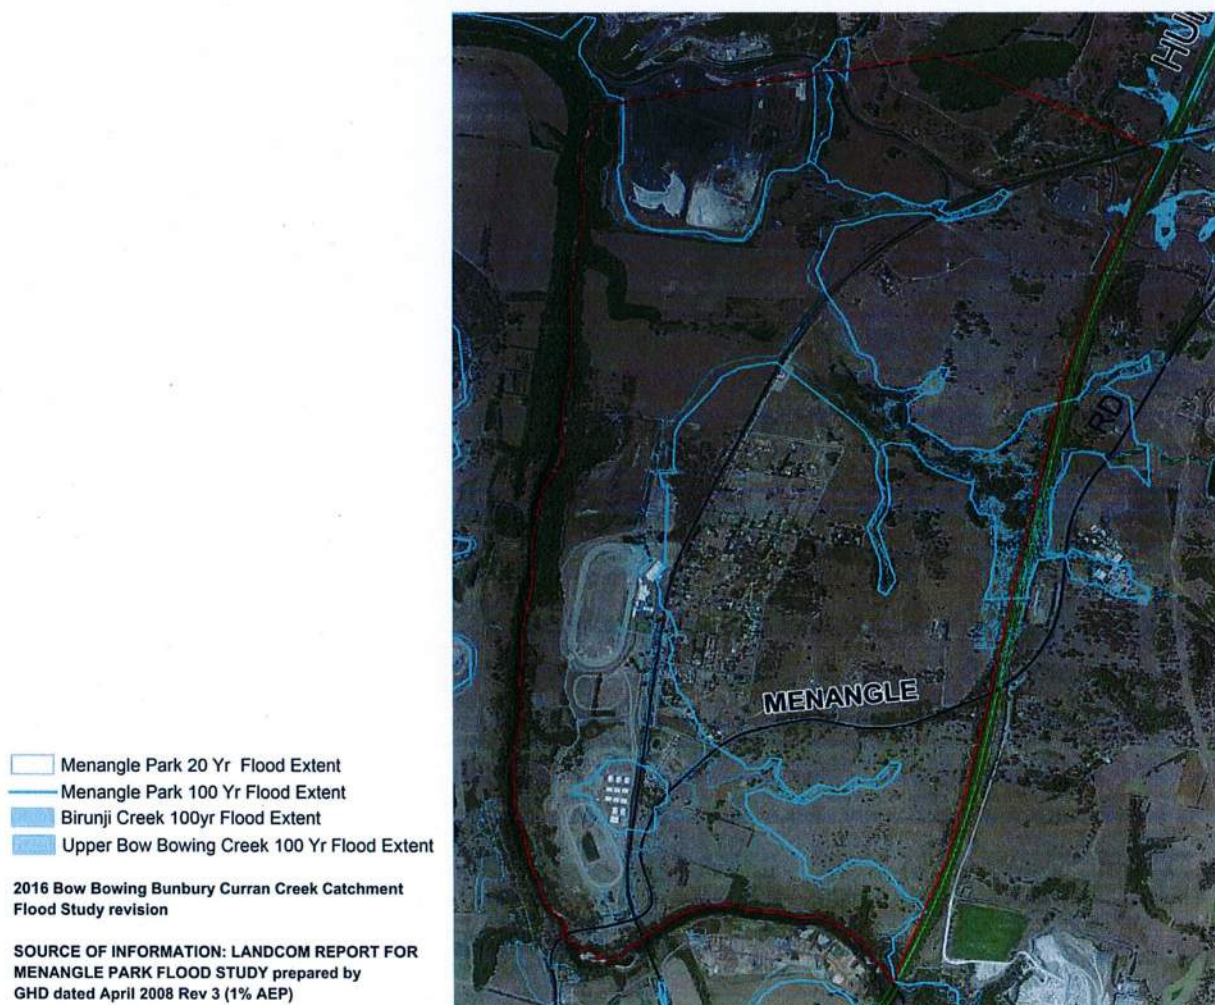 HUI
RD
MENANGLE
Menangle Park 20 Yr Flood Extent
Menangle Park 100 Yr Flood Extent
Birunji Creek 100yr Flood Extent
Upper Bow Bowing Creek 100 Yr Flood Extent
2016 Bow Bowing Bunbury Curran Creek Catchment
Flood Study revision
SOURCE OF INFORMATION: LANDCOM REPORT FOR
MENANGLE PARK FLOOD STUDY prepared by
GHD dated April 2008 Rev 3 (1% AEP)